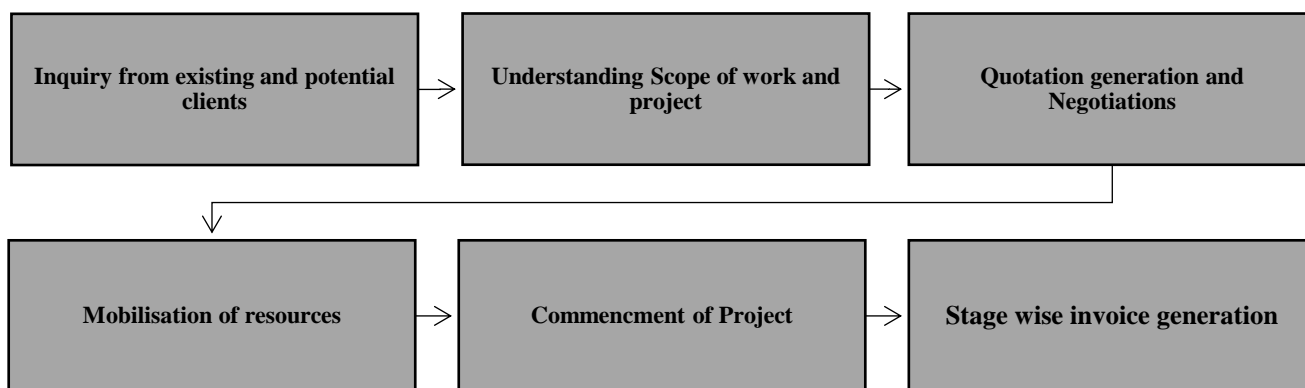 Inquiry from existing and potential
clients
Understanding Scope of work and
project
Quotation generation and
Negotiations
Mobilisation of resources
Commencment of Project
Stage wise invoice generation